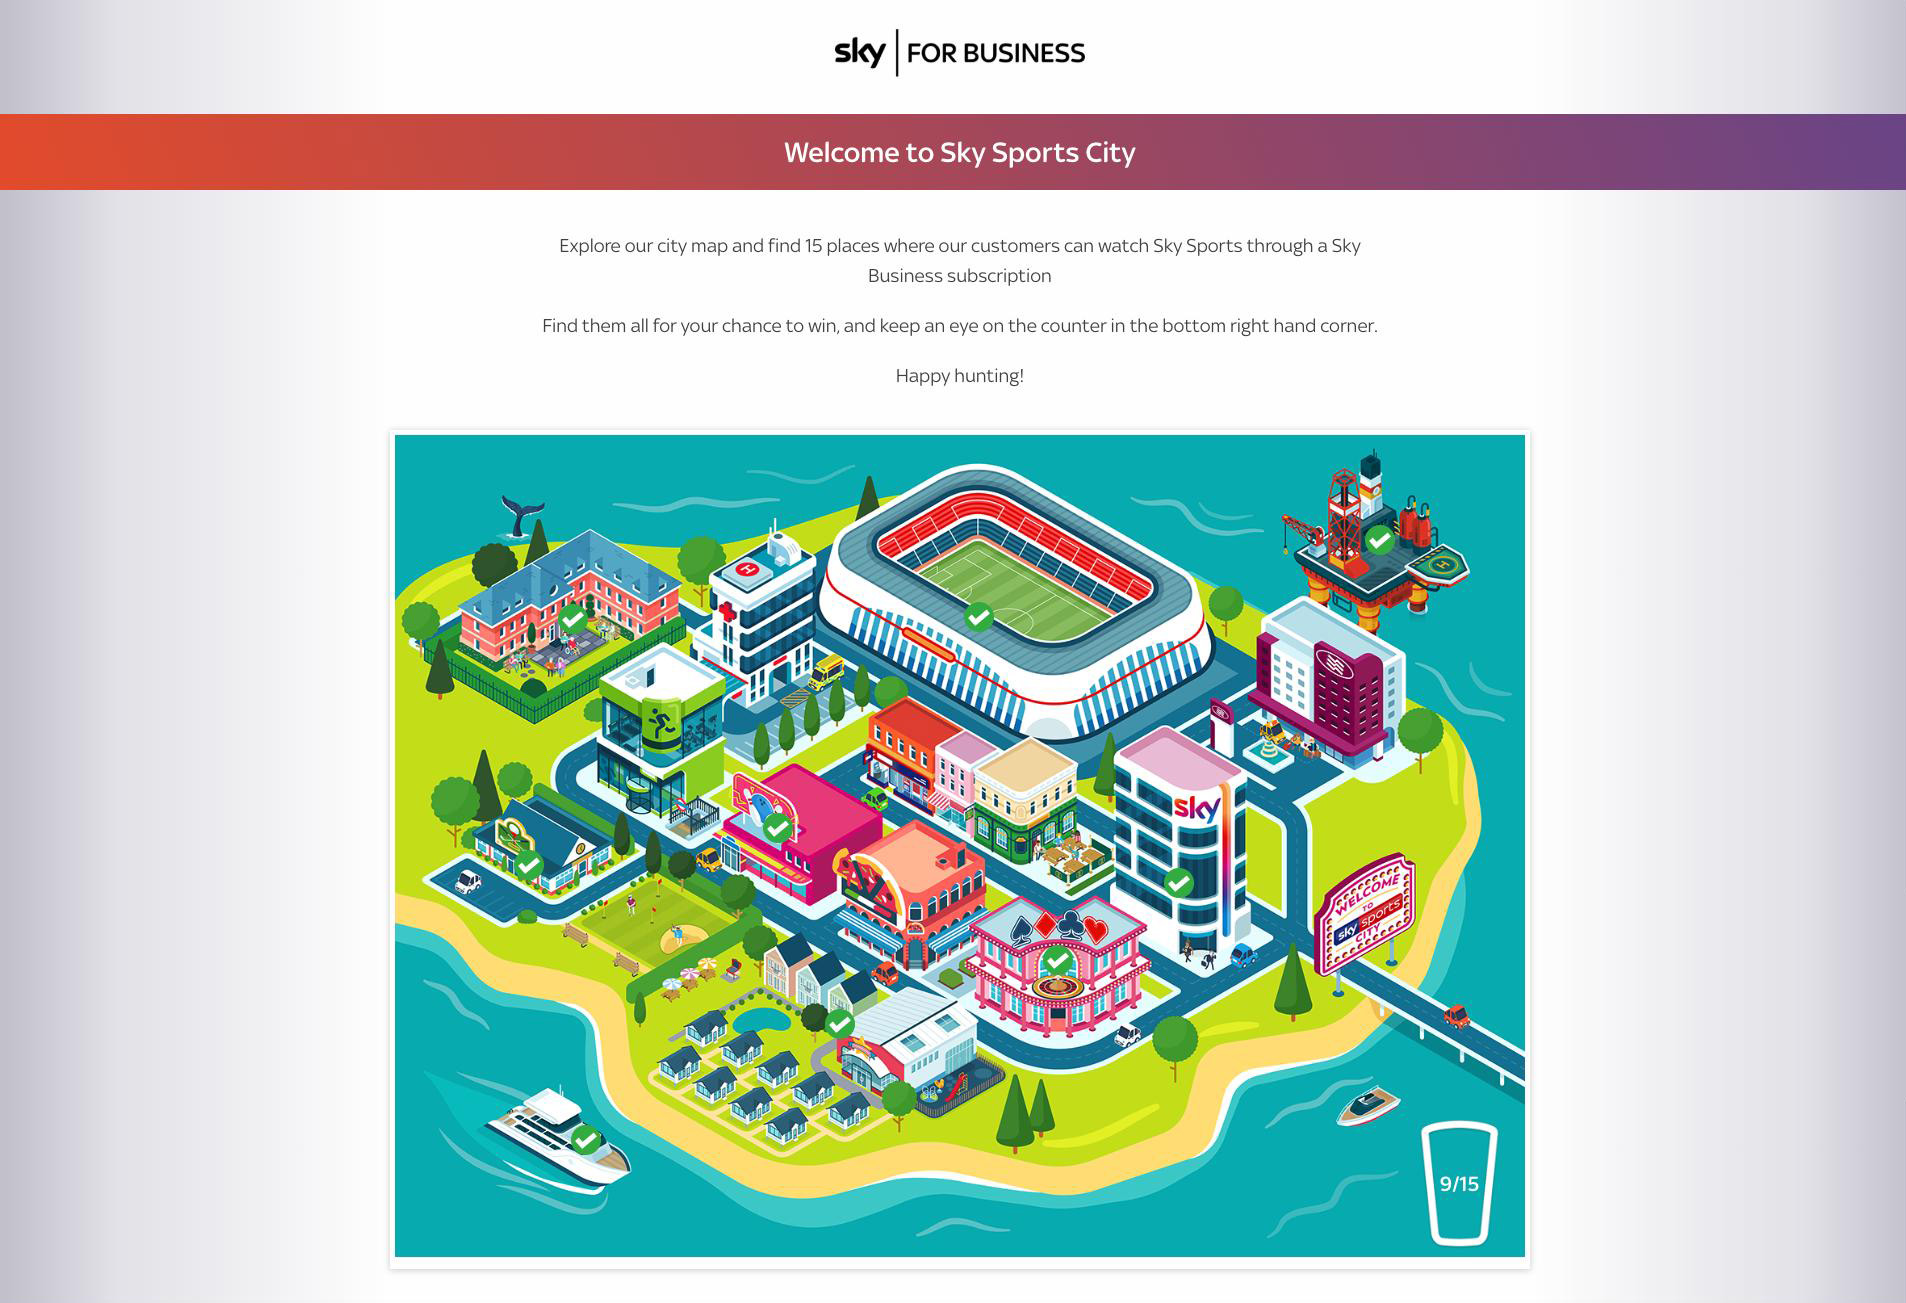 sky FOR BUSINESS
Welcome to Sky Sports City
Explore our city map and find 15 places where our customers can watch Sky Sports through a Sky
Business subscription
Find them all for your chance to win, and keep an eye on the counter in the bottom right hand corner.
Happy hunting!
H
H
sky
WELCOME
TO
sky sports
CITY
9/15